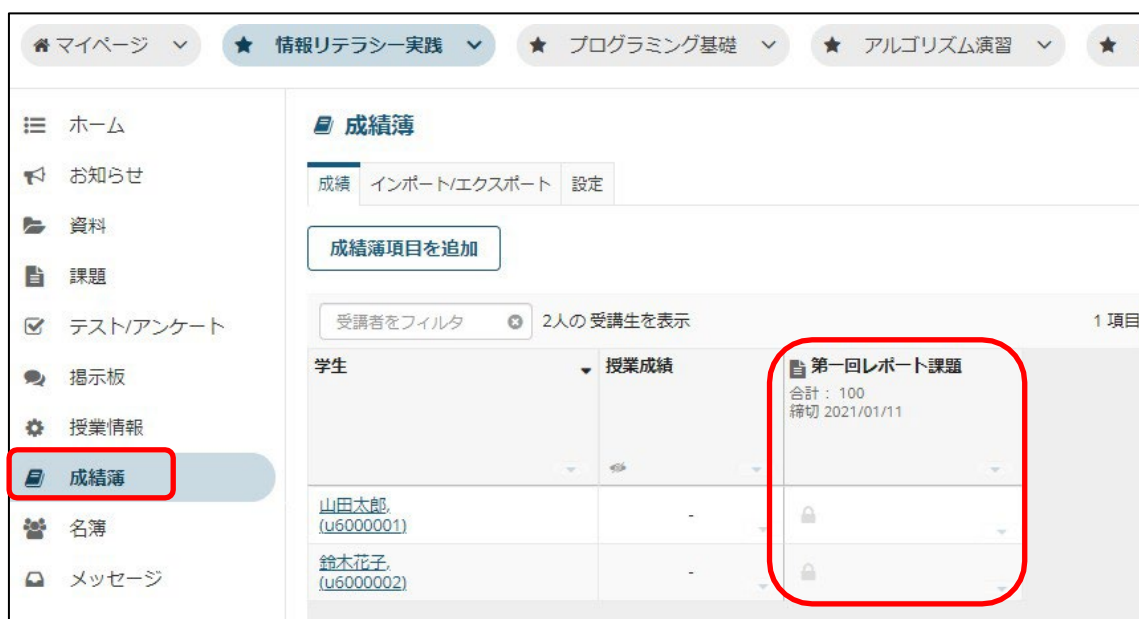 マイページ
情報リテラシー実践
プログラミング基礎
アルゴリズム演習
ホーム
お知らせ
資料
課題
テスト/アンケート
掲示板
授業情報
成績簿
名簿
メッセージ
成績簿
成績 インポート/エクスポート 設定
成績簿項目を追加
受講者をフィルタ 2人の 受講生を表示 1 項目
学生 授業成績 第一回レポート課題
合計： 100
締切 2021/01/11
山田太郎,
(u6000001)
-
鈴木花子,
(u6000002)
-